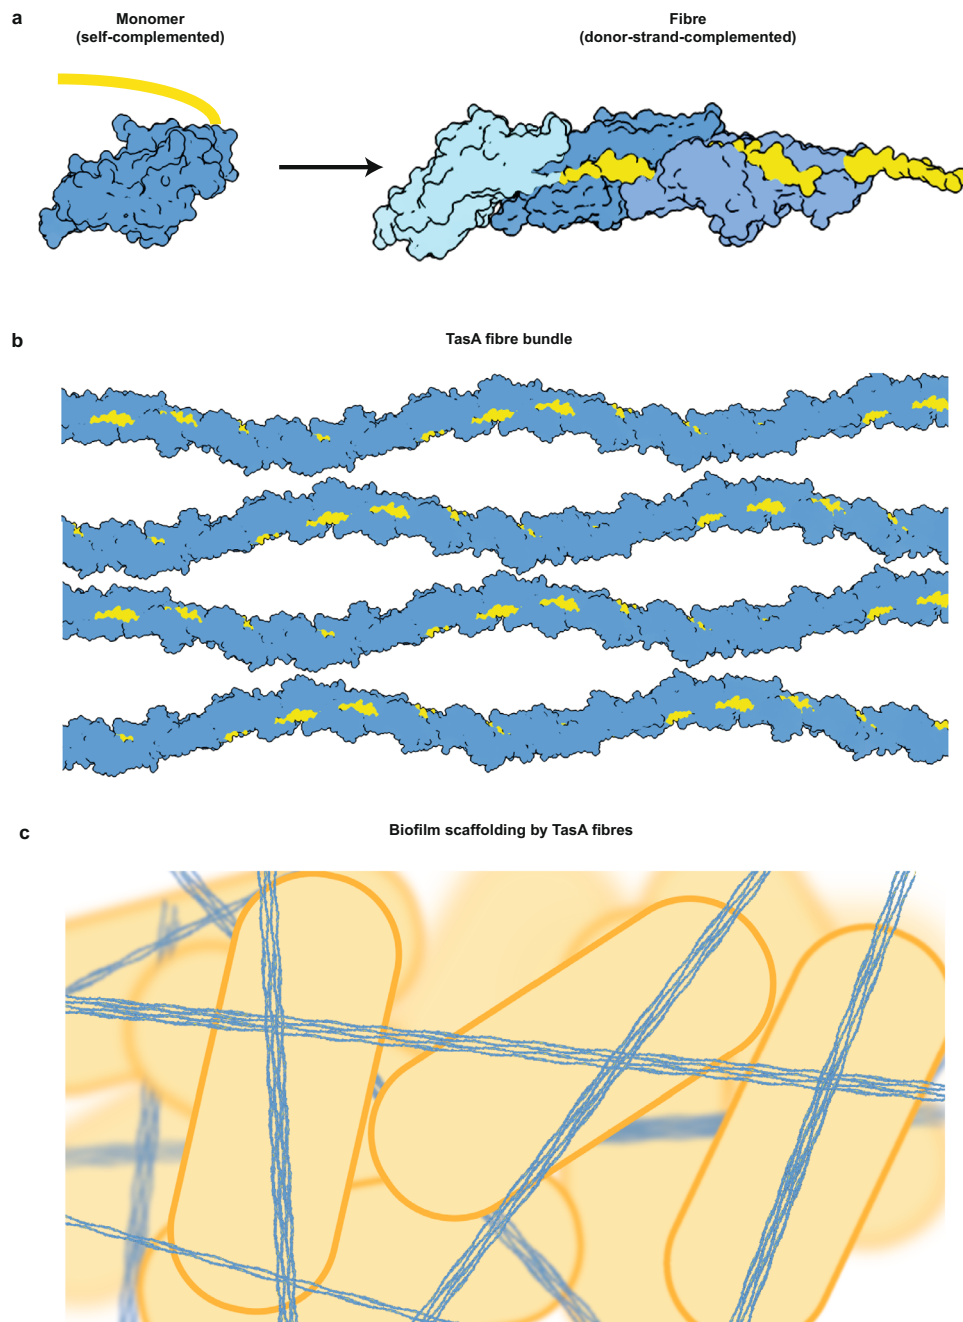 a
Monomer
(self-complemented)
Fibre
(donor-strand-complemented)
b
TasA fibre bundle
c
Biofilm scaffolding by TasA fibres